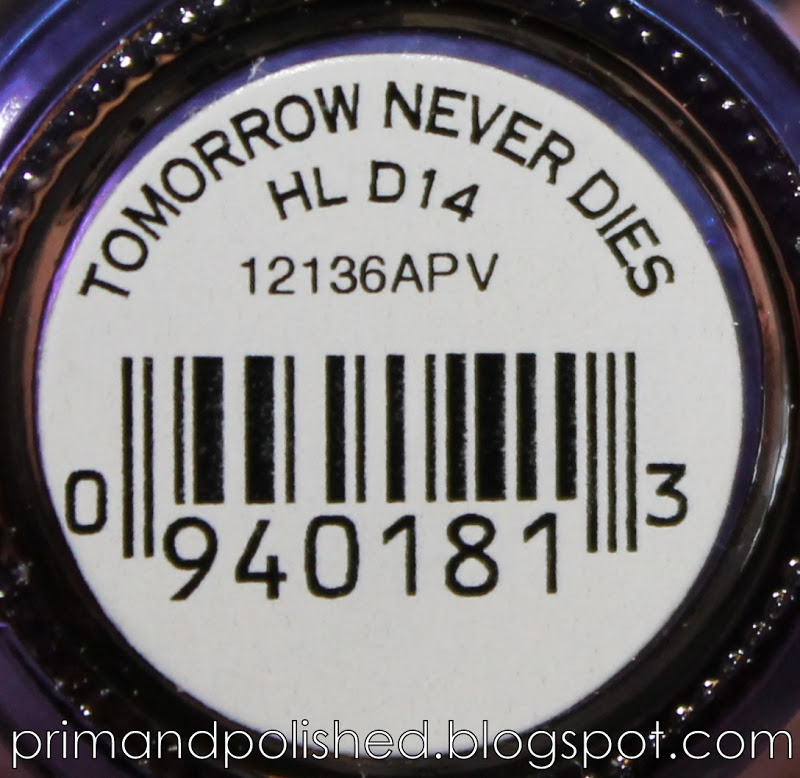 TOMORROW NEVER DIES
HL D14
12136APV
0 940181 3
primandpolished.blogspot.com